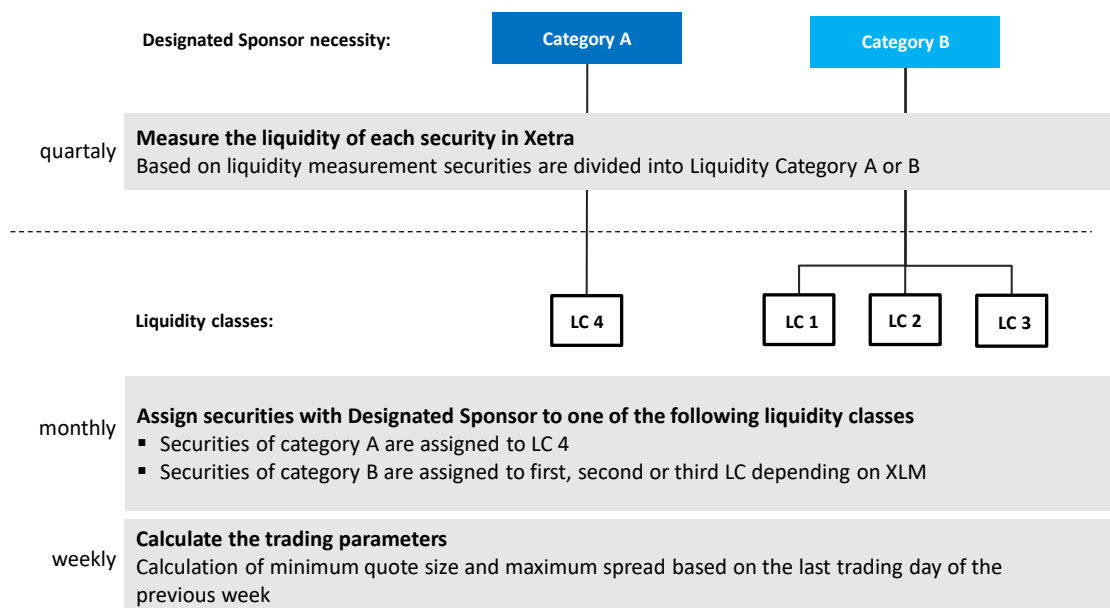 Designated Sponsor necessity:
Category A
Category B
quartaly
Measure the liquidity of each security in Xetra
Based on liquidity measurement securities are divided into Liquidity Category A or B
Liquidity classes:
LC 4
LC 1
LC 2
LC 3
monthly
Assign securities with Designated Sponsor to one of the following liquidity classes
▪ Securities of category A are assigned to LC 4
▪ Securities of category B are assigned to first, second or third LC depending on XLM
weekly
Calculate the trading parameters
Calculation of minimum quote size and maximum spread based on the last trading day of the
previous week